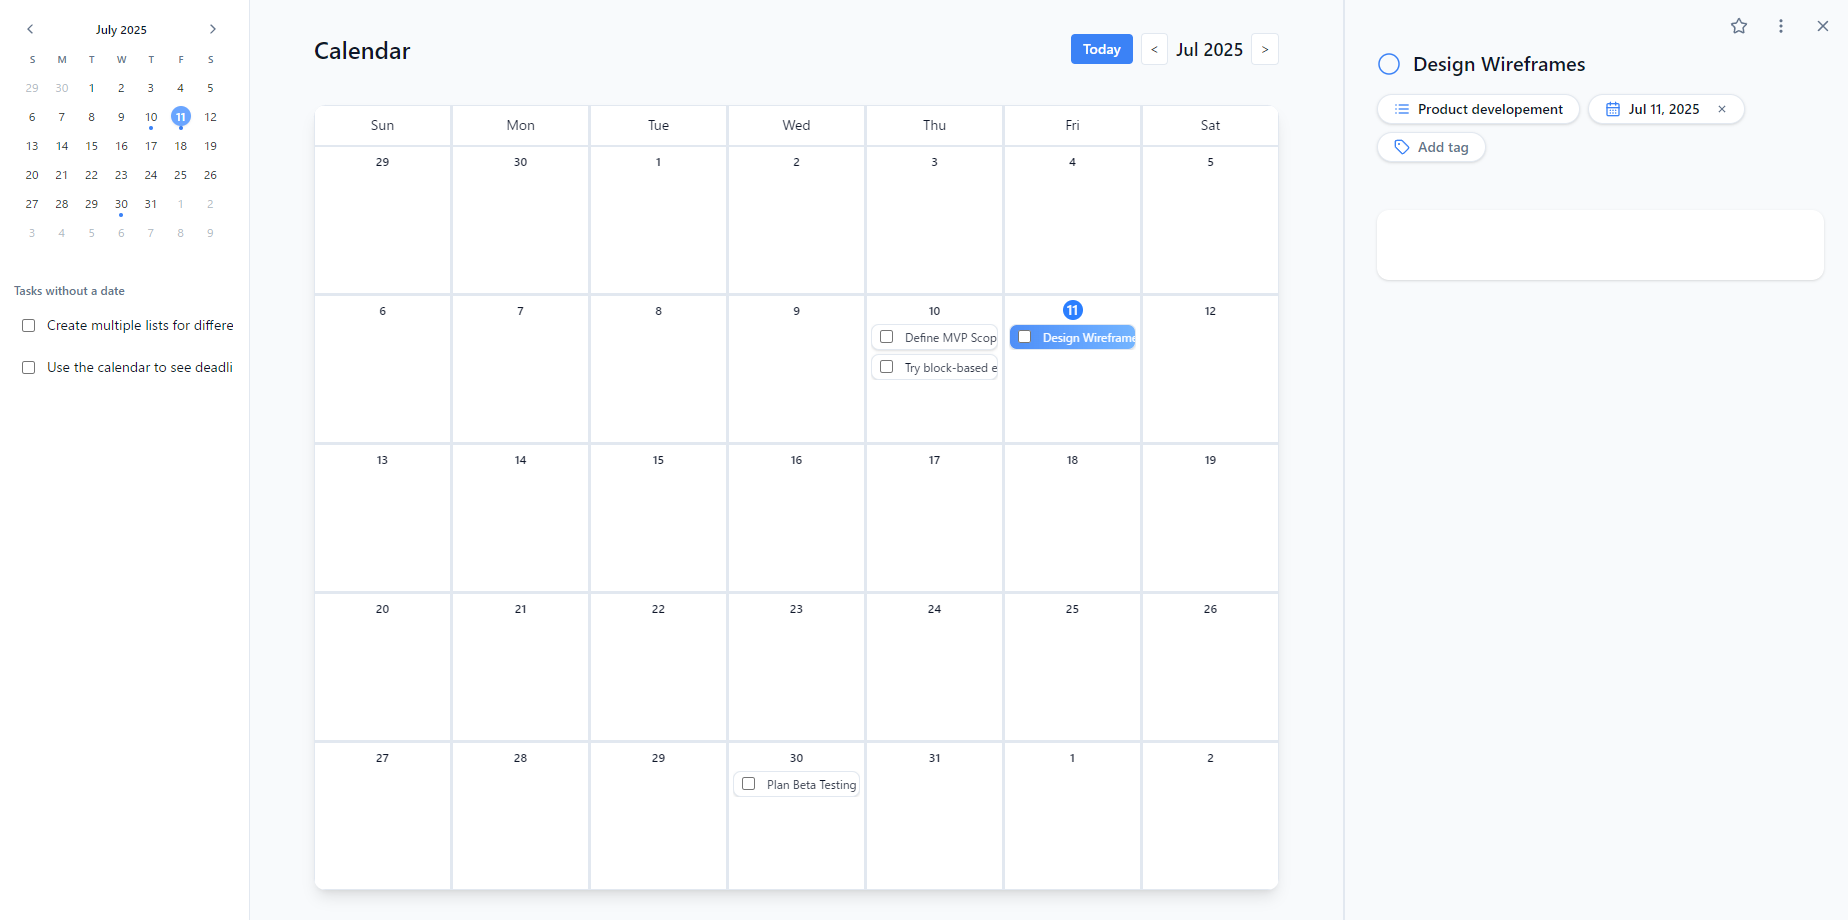 July 2025
S M T W T F S
29 30 1 2 3 4 5
6 7 8 9 10 11 12
13 14 15 16 17 18 19
20 21 22 23 24 25 26
27 28 29 30 31 1 2
3 4 5 6 7 8 9
Tasks without a date
Create multiple lists for differe
Use the calendar to see deadli
Calendar
Today < Jul 2025 >
Sun Mon Tue Wed Thu Fri Sat
29 30 1 2 3 4 5
6 7 8 9 10 11 12
Define MVP Scop Design Wireframe
Try block-based e
13 14 15 16 17 18 19
20 21 22 23 24 25 26
27 28 29 30 31 1 2
Plan Beta Testing
Design Wireframes
Product developement Jul 11, 2025 ×
Add tag